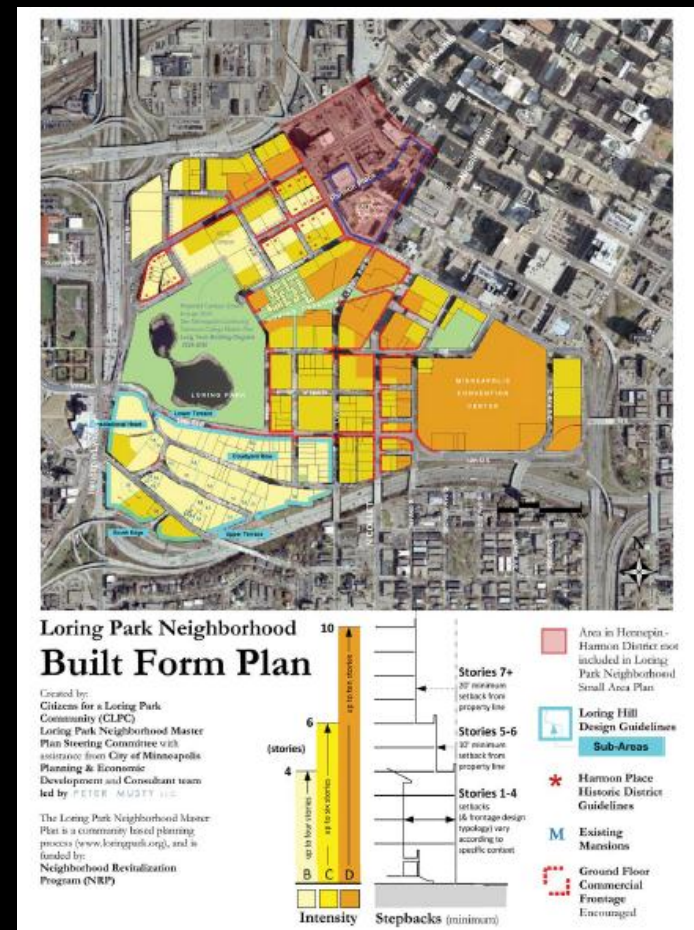 LORING PARK
MINNEAPOLIS
CONVENTION
CENTER
Lower Terrace
South Edge
Upper Terrace
Loring Park Neighborhood
Built Form Plan
Created by:
Citizens for a Loring Park
Community (CLPC)
Loring Park Neighborhood Master
Plan Steering Committee with
assistance from City of Minneapolis
Planning & Economic
Development and Consultant team
led by PETER MUSTY LLC
The Loring Park Neighborhood Master
Plan is a community based planning
process (www.loringpark.org), and is
funded by:
Neighborhood Revitalization
Program (NRP)
10
6
(stories)
4
up to four stories
up to six stories
up to ten stories
B C D
Intensity
Stories 7+
20' minimum
setback from
property line
Stories 5-6
10' minimum
setback from
property line
Stories 1-4
setbacks
(& frontage design
typology) vary
according to
specific context
Stepbacks (minimum)
Area in Hennepin-
Harmon District not
included in Loring
Park Neighborhood
Small Area Plan
Loring Hill
Design Guidelines
Sub-Areas
* Harmon Place
Historic District
Guidelines
M Existing
Mansions
Ground Floor
Commercial
Frontage
Encouraged